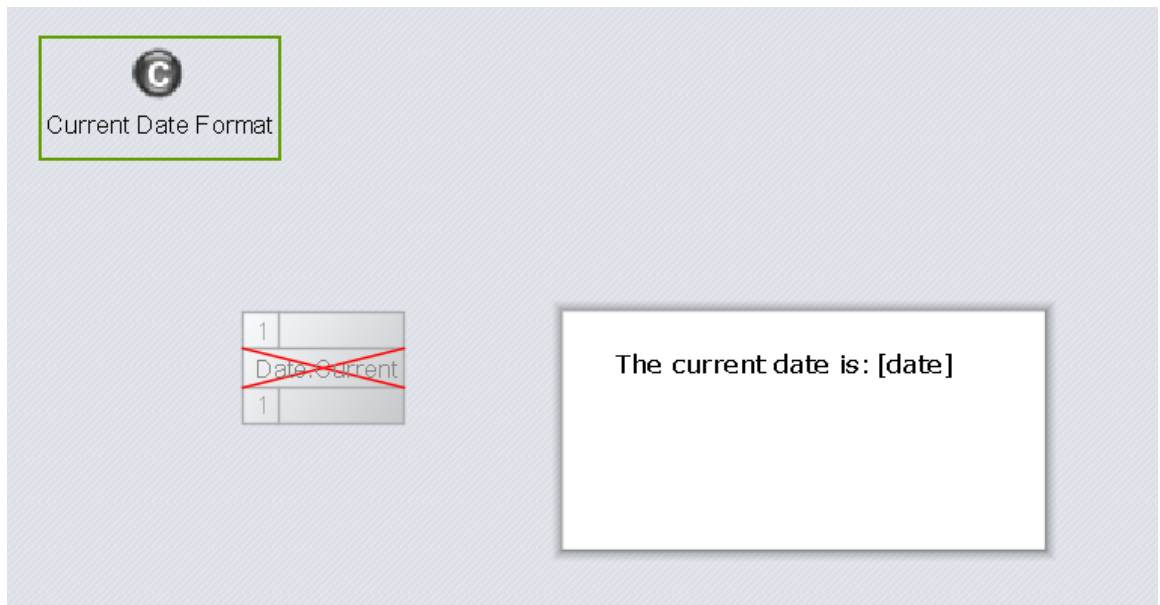 C
Current Date Format
1
Date.Current
1
The current date is: [date]